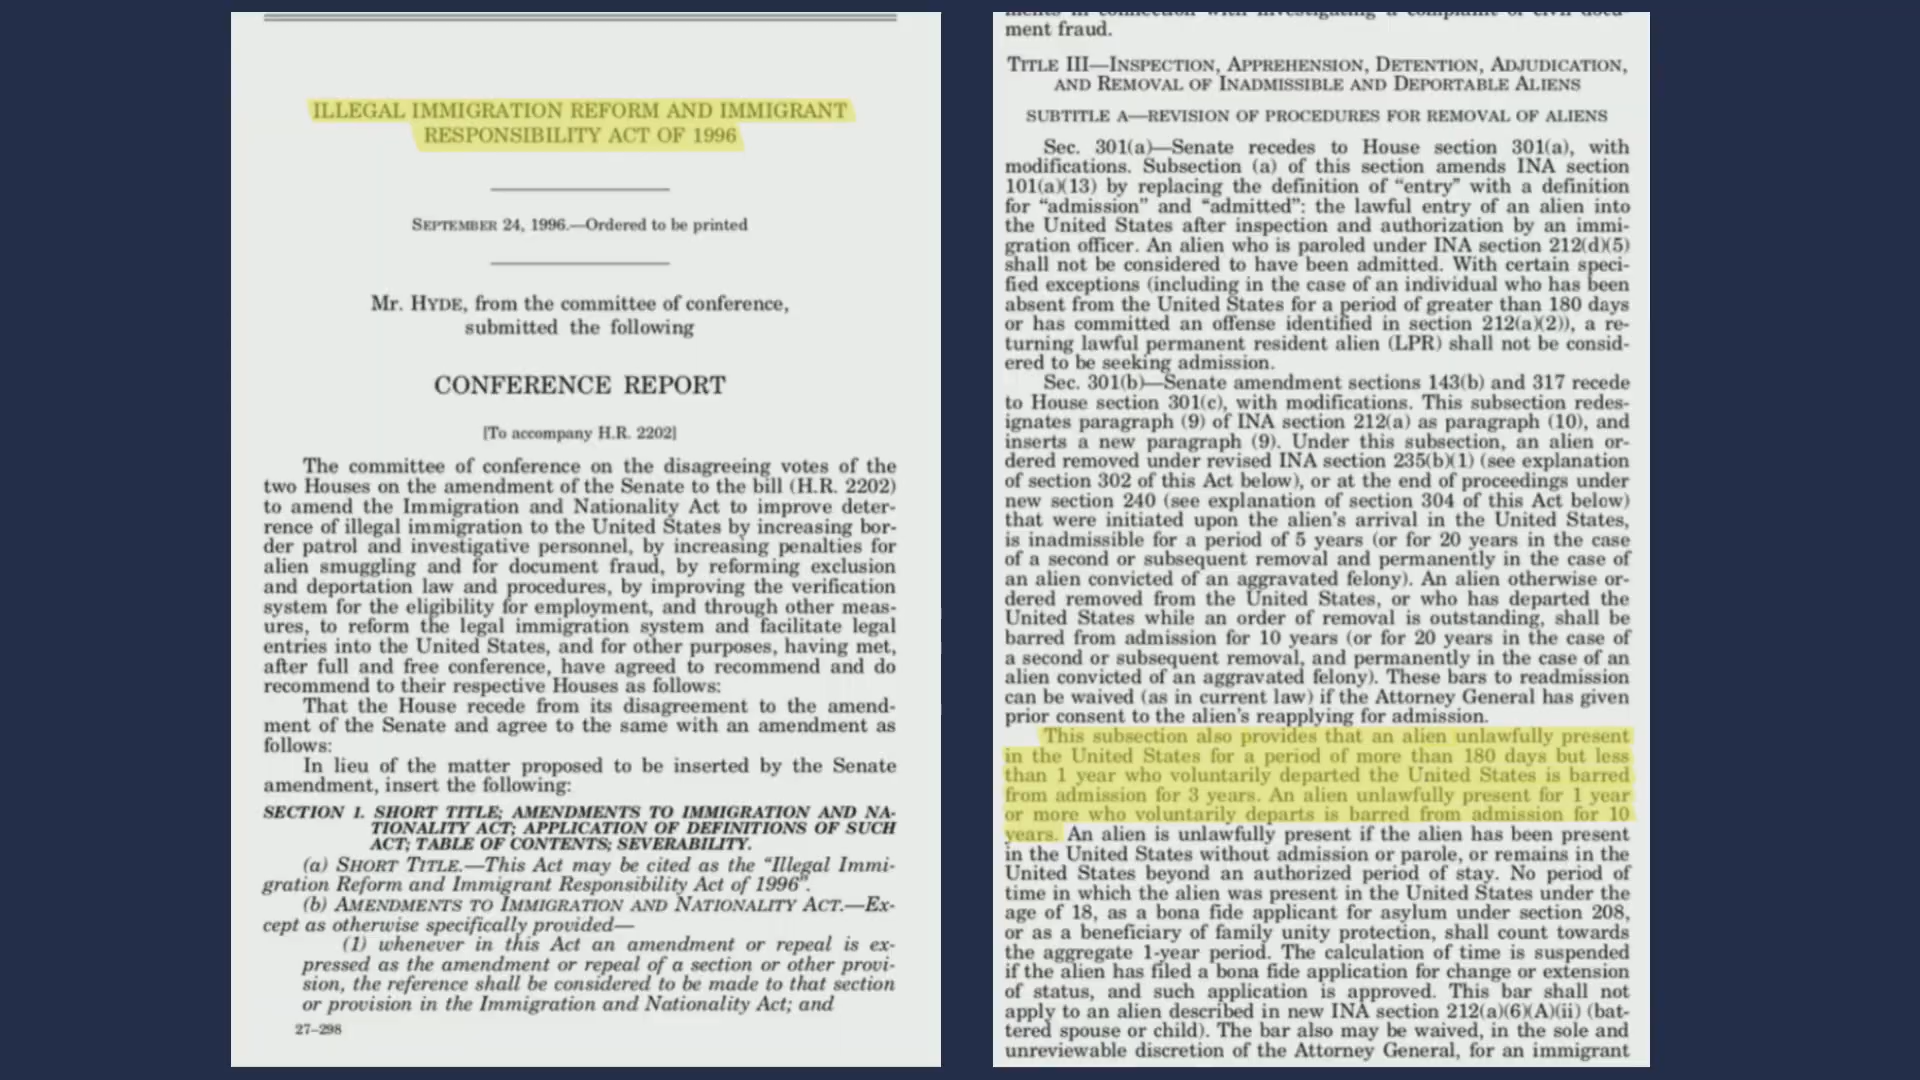 ILLEGAL IMMIGRATION REFORM AND IMMIGRANT
RESPONSIBILITY ACT OF 1996
SEPTEMBER 24, 1996.—Ordered to be printed
Mr. HYDE, from the committee of conference,
submitted the following
CONFERENCE REPORT
[To accompany H.R. 2202]
The committee of conference on the disagreeing votes of the
two Houses on the amendment of the Senate to the bill (H.R. 2202)
to amend the Immigration and Nationality Act to improve deter-
rence of illegal immigration to the United States by increasing bor-
der patrol and investigative personnel, by increasing penalties for
alien smuggling and for document fraud, by reforming exclusion
and deportation law and procedures, by improving the verification
system for the eligibility for employment, and through other meas-
ures, to reform the legal immigration system and facilitate legal
entries into the United States, and for other purposes, having met,
after full and free conference, have agreed to recommend and do
recommend to their respective Houses as follows:
That the House recede from its disagreement to the amend-
ment of the Senate and agree to the same with an amendment as
follows:
In lieu of the matter proposed to be inserted by the Senate
amendment, insert the following:
SECTION 1. SHORT TITLE; AMENDMENTS TO IMMIGRATION AND NA-
TIONALITY ACT; APPLICATION OF DEFINITIONS OF SUCH
ACT; TABLE OF CONTENTS; SEVERABILITY.
(a) SHORT TITLE.—This Act may be cited as the "Illegal Immi-
gration Reform and Immigrant Responsibility Act of 1996".
(b) AMENDMENTS TO IMMIGRATION AND NATIONALITY ACT.—Ex-
cept as otherwise specifically provided—
(1) whenever in this Act an amendment or repeal is ex-
pressed as the amendment or repeal of a section or other provi-
sion, the reference shall be considered to be made to that section
or provision in the Immigration and Nationality Act; and
27–298
ments in connection with investigating a complaint of civil docu-
ment fraud.
TITLE III—INSPECTION, APPREHENSION, DETENTION, ADJUDICATION,
AND REMOVAL OF INADMISSIBLE AND DEPORTABLE ALIENS
SUBTITLE A—REVISION OF PROCEDURES FOR REMOVAL OF ALIENS
Sec. 301(a)—Senate recedes to House section 301(a), with
modifications. Subsection (a) of this section amends INA section
101(a)(13) by replacing the definition of "entry" with a definition
for "admission" and "admitted": the lawful entry of an alien into
the United States after inspection and authorization by an immi-
gration officer. An alien who is paroled under INA section 212(d)(5)
shall not be considered to have been admitted. With certain speci-
fied exceptions (including in the case of an individual who has been
absent from the United States for a period of greater than 180 days
or has committed an offense identified in section 212(a)(2)), a re-
turning lawful permanent resident alien (LPR) shall not be consid-
ered to be seeking admission.
Sec. 301(b)—Senate amendment sections 143(b) and 317 recede
to House section 301(c), with modifications. This subsection redes-
ignates paragraph (9) of INA section 212(a) as paragraph (10), and
inserts a new paragraph (9). Under this subsection, an alien or-
dered removed under revised INA section 235(b)(1) (see explanation
of section 302 of this Act below), or at the end of proceedings under
new section 240 (see explanation of section 304 of this Act below)
that were initiated upon the alien's arrival in the United States,
is inadmissible for a period of 5 years (or for 20 years in the case
of a second or subsequent removal and permanently in the case of
an alien convicted of an aggravated felony). An alien otherwise or-
dered removed from the United States, or who has departed the
United States while an order of removal is outstanding, shall be
barred from admission for 10 years (or for 20 years in the case of
a second or subsequent removal, and permanently in the case of an
alien convicted of an aggravated felony). These bars to readmission
can be waived (as in current law) if the Attorney General has given
prior consent to the alien's reapplying for admission.
This subsection also provides that an alien unlawfully present
in the United States for a period of more than 180 days but less
than 1 year who voluntarily departed the United States is barred
from admission for 3 years. An alien unlawfully present for 1 year
or more who voluntarily departs is barred from admission for 10
years. An alien is unlawfully present if the alien has been present
in the United States without admission or parole, or remains in the
United States beyond an authorized period of stay. No period of
time in which the alien was present in the United States under the
age of 18, as a bona fide applicant for asylum under section 208,
or as a beneficiary of family unity protection, shall count towards
the aggregate 1-year period. The calculation of time is suspended
if the alien has filed a bona fide application for change or extension
of status, and such application is approved. This bar shall not
apply to an alien described in new INA section 212(a)(6)(A)(ii) (bat-
tered spouse or child). The bar also may be waived, in the sole and
unreviewable discretion of the Attorney General, for an immigrant